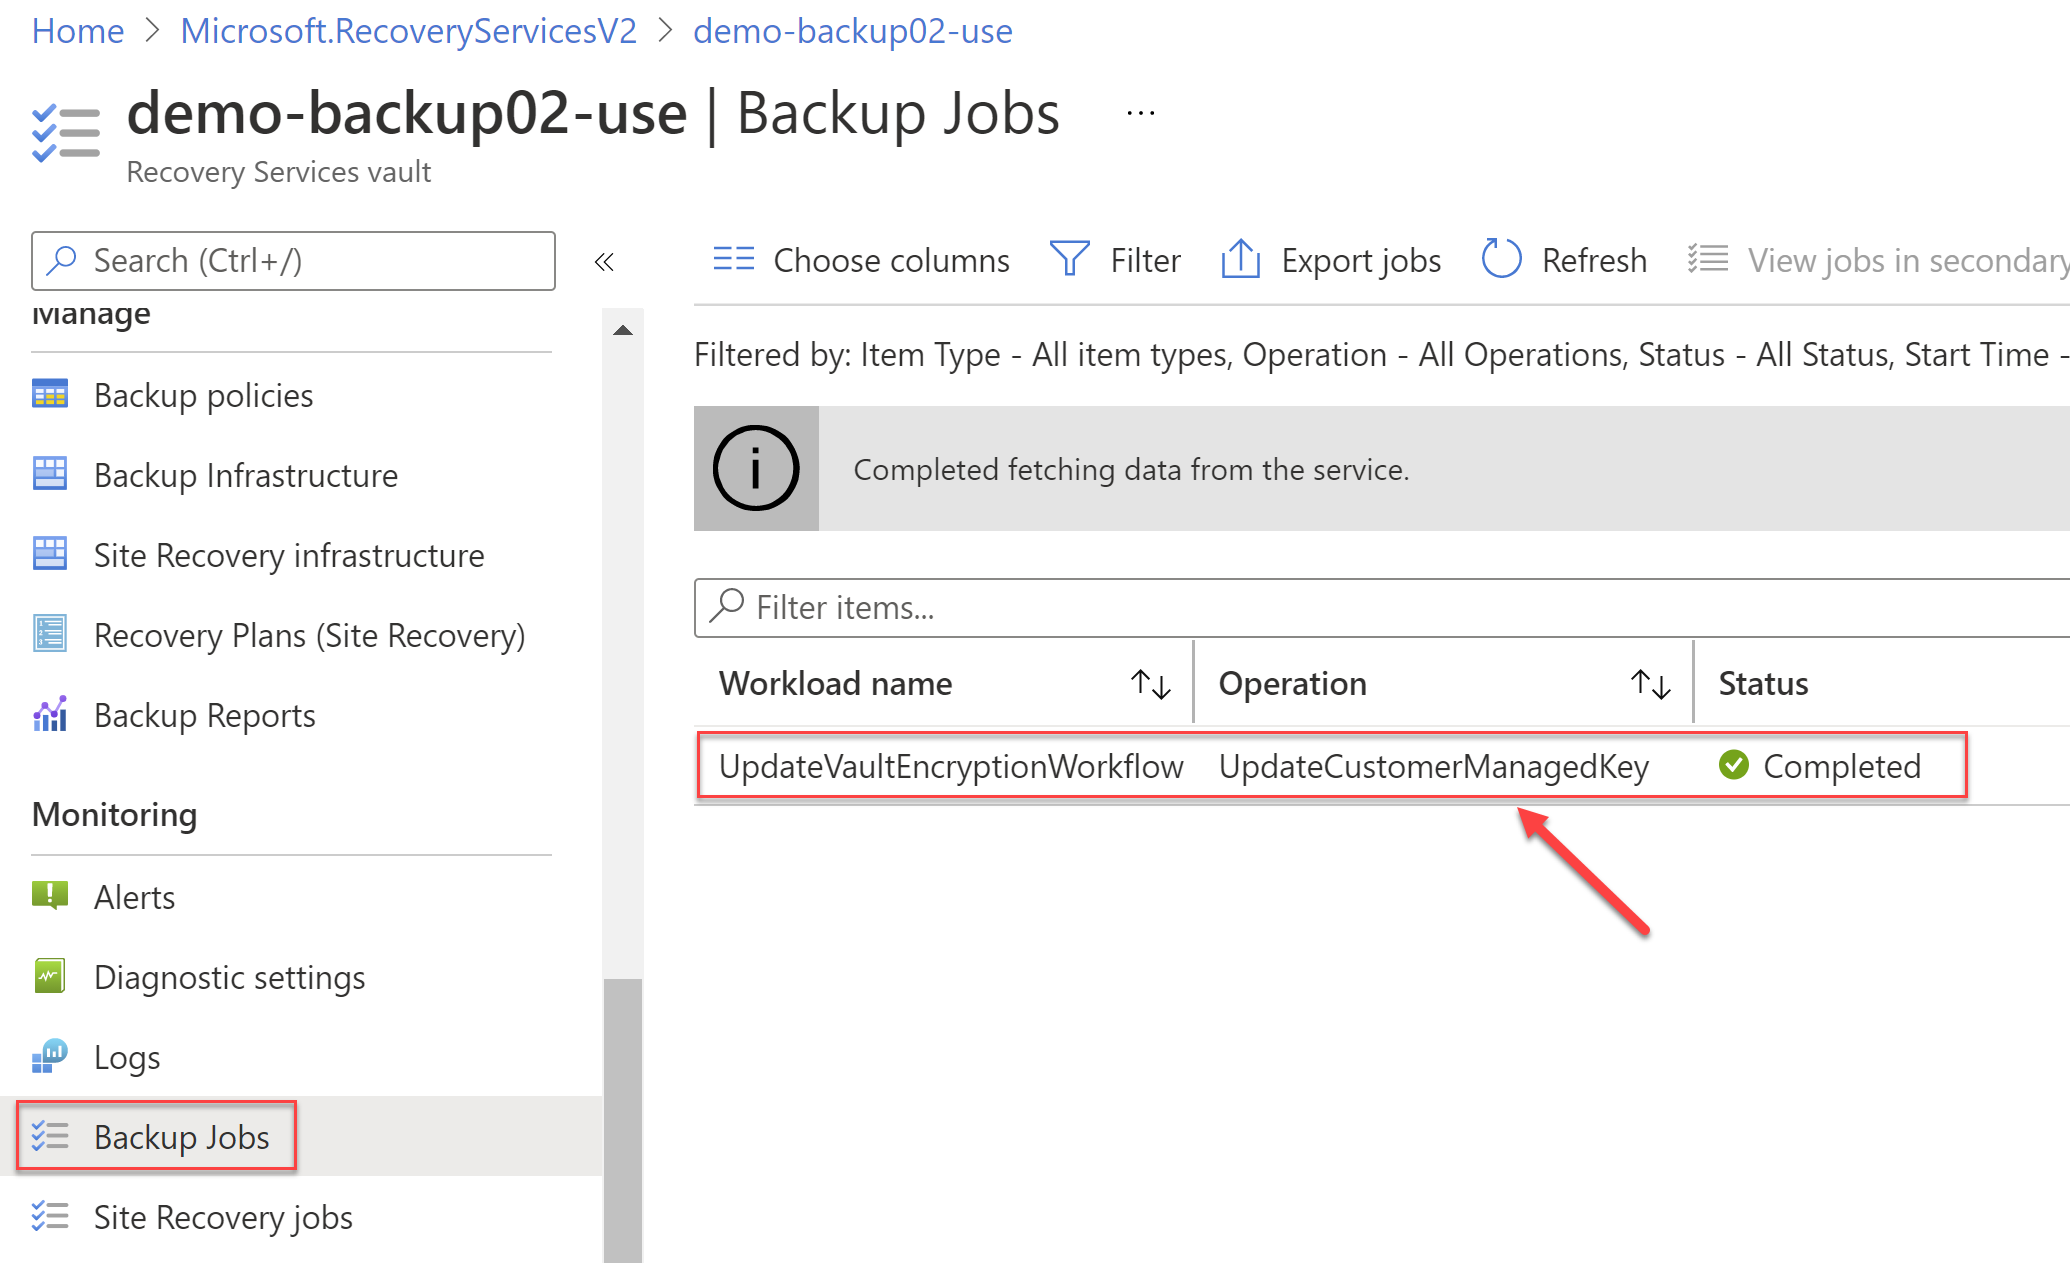 Home > Microsoft.RecoveryServicesV2 > demo-backup02-use
demo-backup02-use | Backup Jobs ...
Recovery Services vault
Search (Ctrl+/)
«
Manage
Backup policies
Backup Infrastructure
Site Recovery infrastructure
Recovery Plans (Site Recovery)
Backup Reports
Monitoring
Alerts
Diagnostic settings
Logs
Backup Jobs
Site Recovery jobs
Choose columns Filter Export jobs Refresh View jobs in secondary
Filtered by: Item Type - All item types, Operation - All Operations, Status - All Status, Start Time -
Completed fetching data from the service.
Filter items...
Workload name ↑↓ Operation ↑↓ Status
UpdateVaultEncryptionWorkflow UpdateCustomerManagedKey Completed